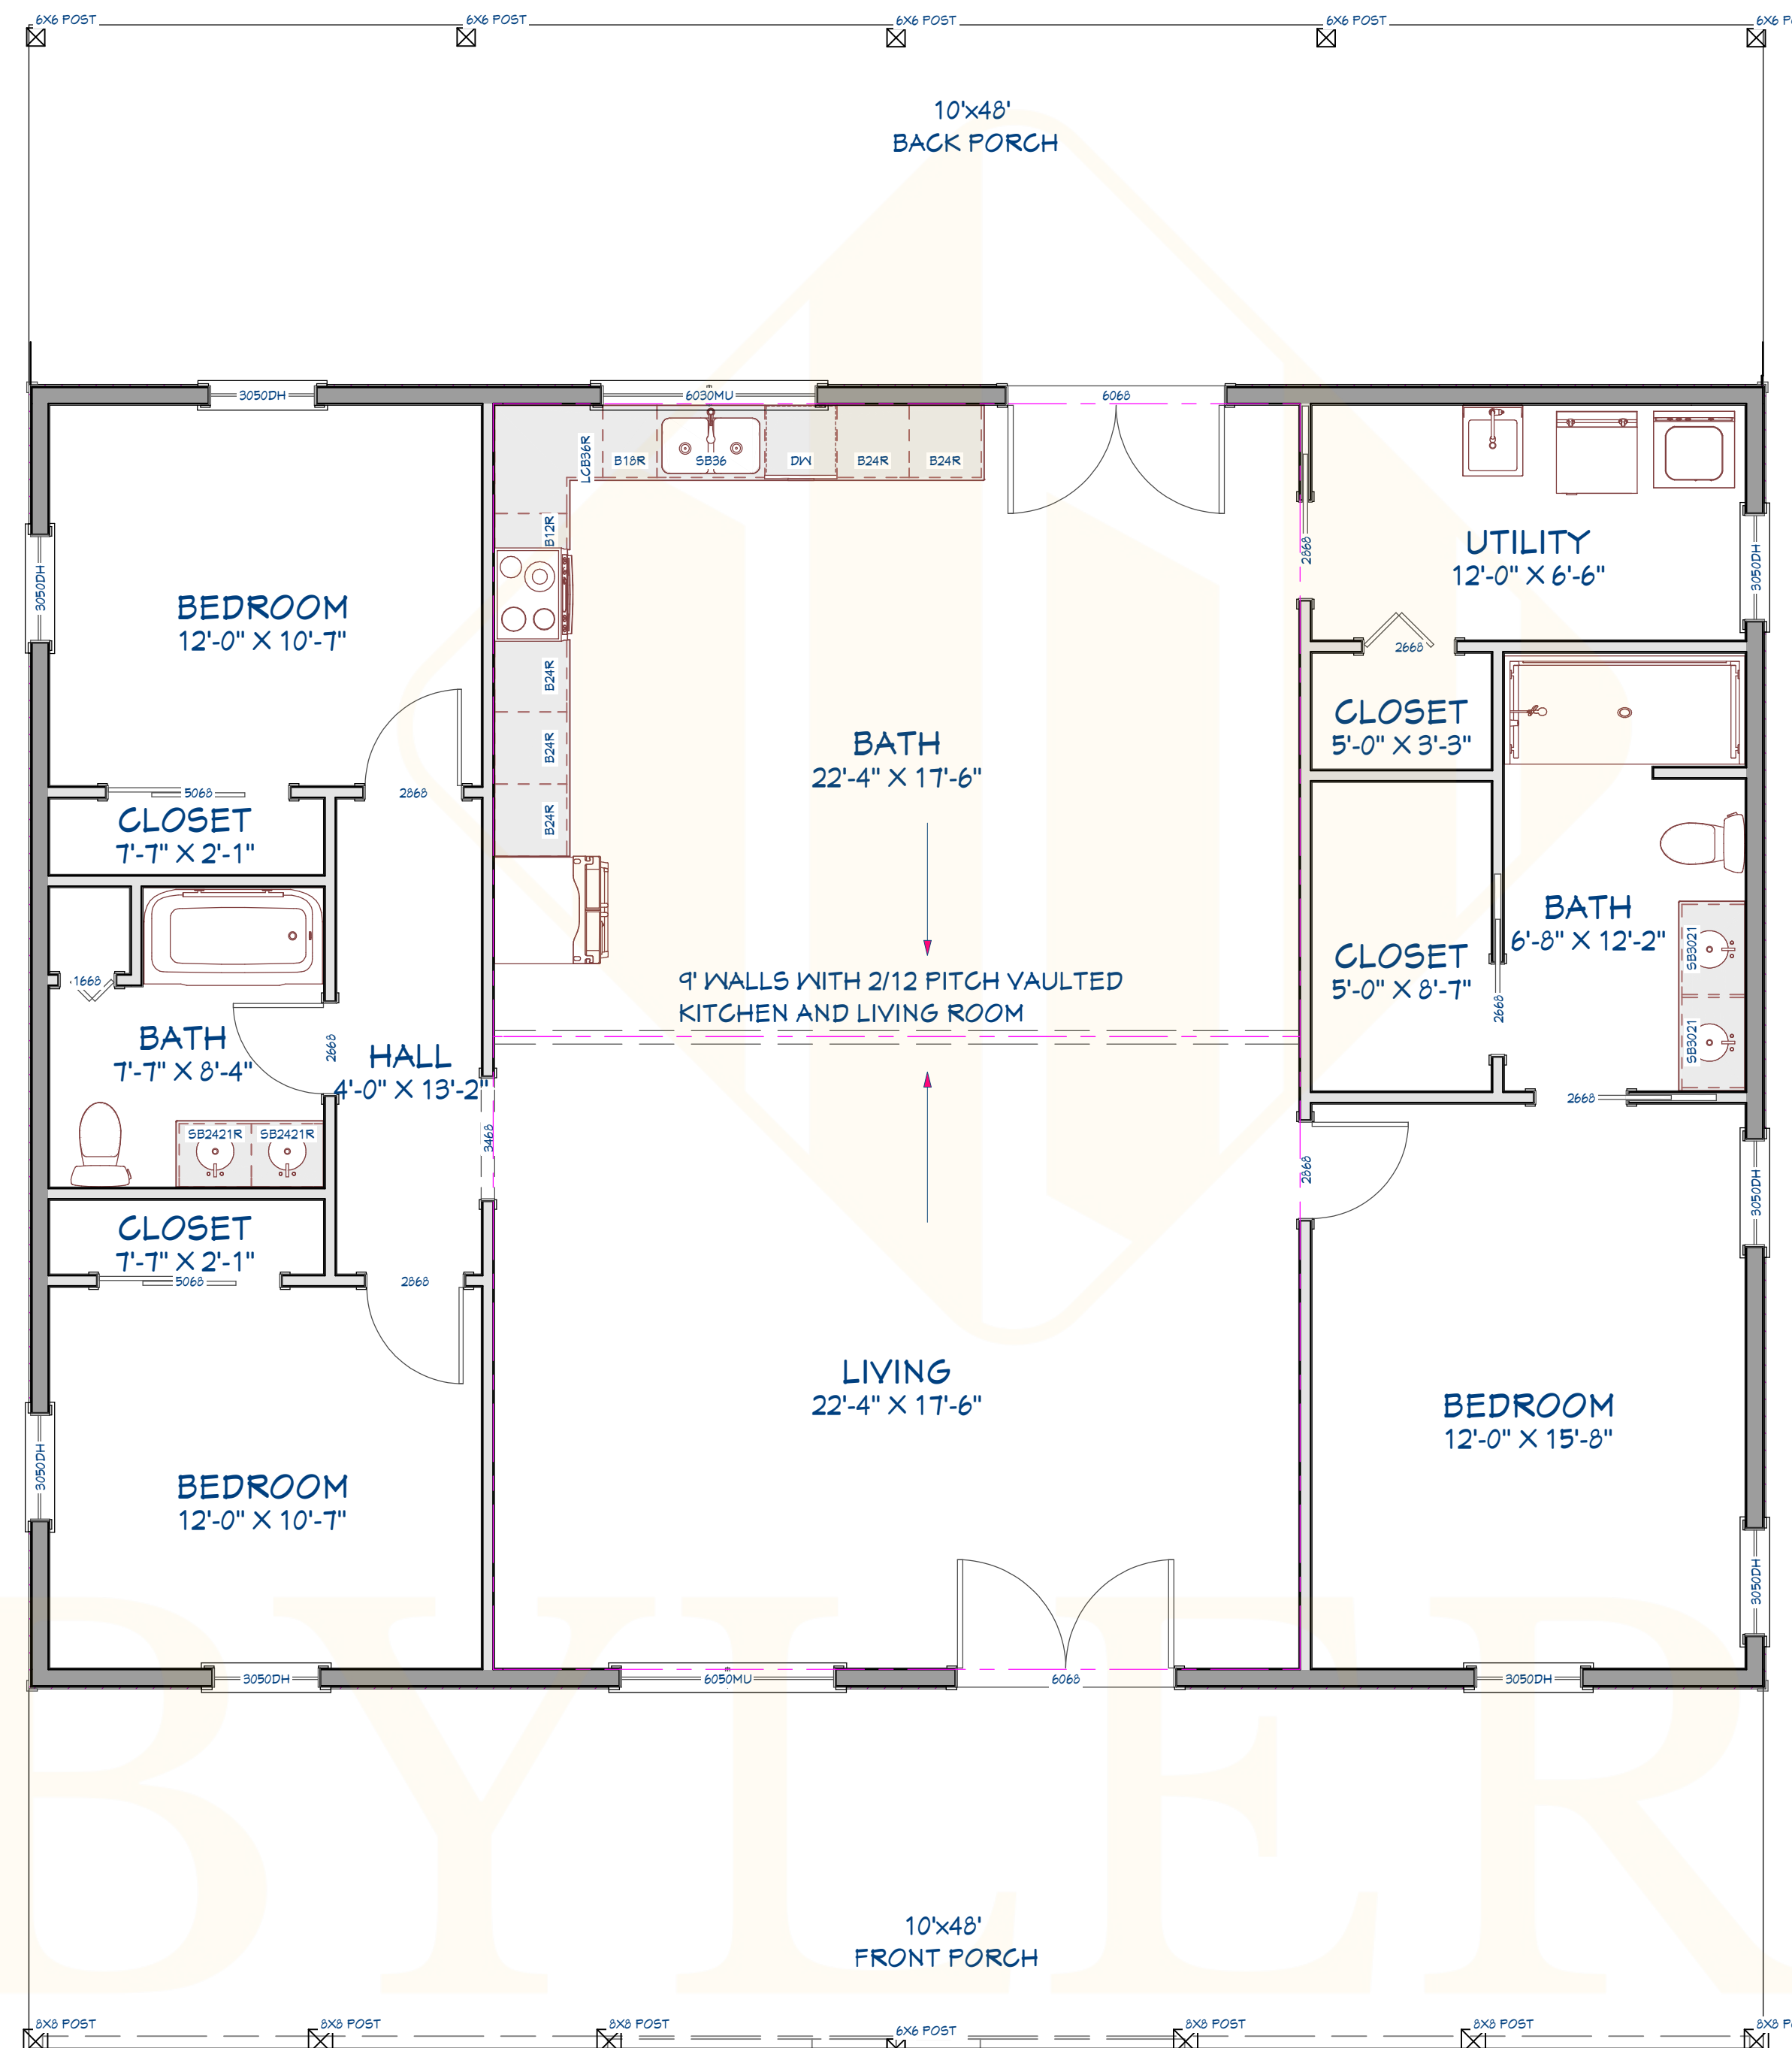 6X6 POST
6X6 POST
6X6 POST
6X6 POST
6X6 P
10'x48'
BACK PORCH
3050DH
6030MU
6068
LCB36R
B18R
SB36
DW
B24R
B24R
B12R
2868
UTILITY
12'-0" X 6'-6"
3050DH
3050DH
BEDROOM
12'-0" X 10'-7"
2668
B24R
B24R
B24R
CLOSET
5'-0" X 3'-3"
BATH
22'-4" X 17'-6"
5068
2868
CLOSET
7'-7" X 2'-1"
BATH
6'-8" X 12'-2"
SB3021
SB3021
CLOSET
5'-0" X 8'-7"
2668
9' WALLS WITH 2/12 PITCH VAULTED
KITCHEN AND LIVING ROOM
1668
BATH
7'-7" X 8'-4"
2668
HALL
4'-0" X 13'-2"
2668
SB2421R
SB2421R
3468
2868
3050DH
CLOSET
7'-7" X 2'-1"
5068
2868
LIVING
22'-4" X 17'-6"
BEDROOM
12'-0" X 15'-8"
3050DH
BEDROOM
12'-0" X 10'-7"
3050DH
3050DH
6050MU
6068
3050DH
BYLER
10'x48'
FRONT PORCH
8X8 POST
8X8 POST
8X8 POST
6X6 POST
8X8 POST
8X8 POST
8X8 P